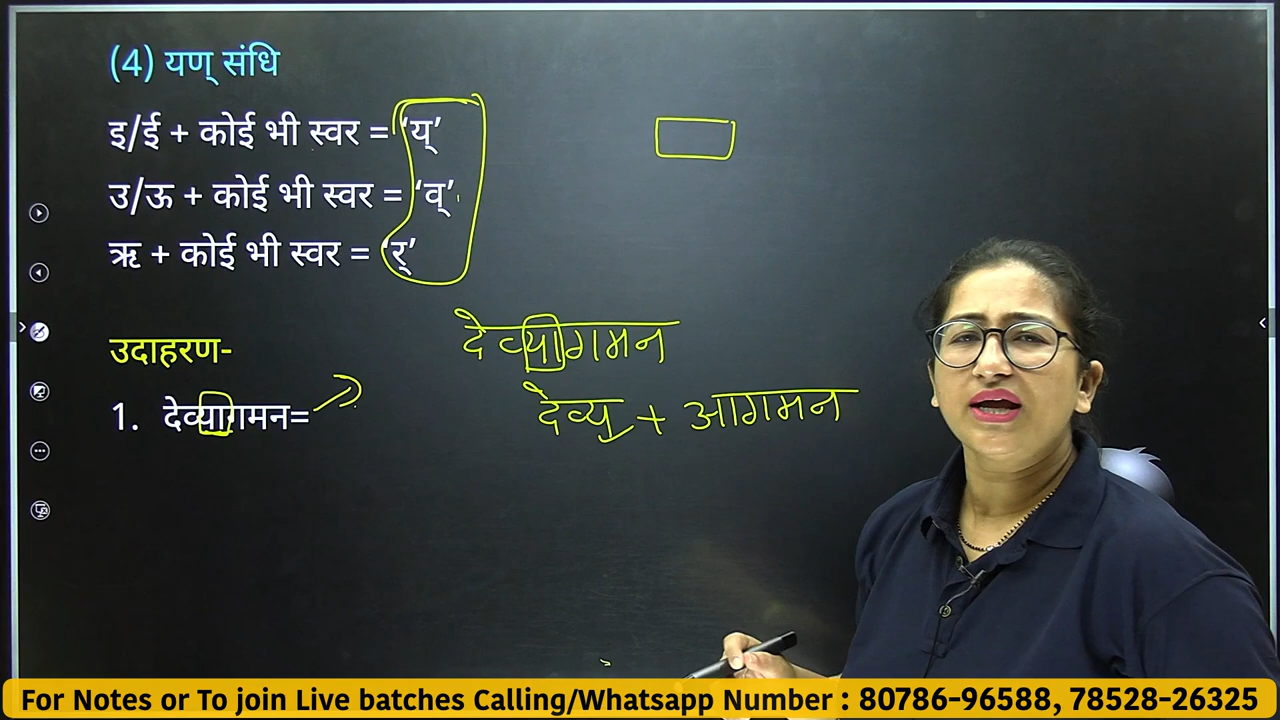 (4) यण् संधि
इ/ई + कोई भी स्वर = ‘य्’
उ/ऊ + कोई भी स्वर = ‘व्’
ऋ + कोई भी स्वर = ‘र्’
देव्यागमन
उदाहरण-
देव्य् + आगमन
1. देव्यागमन=
For Notes or To join Live batches Calling/Whatsapp Number : 80786-96588, 78528-26325